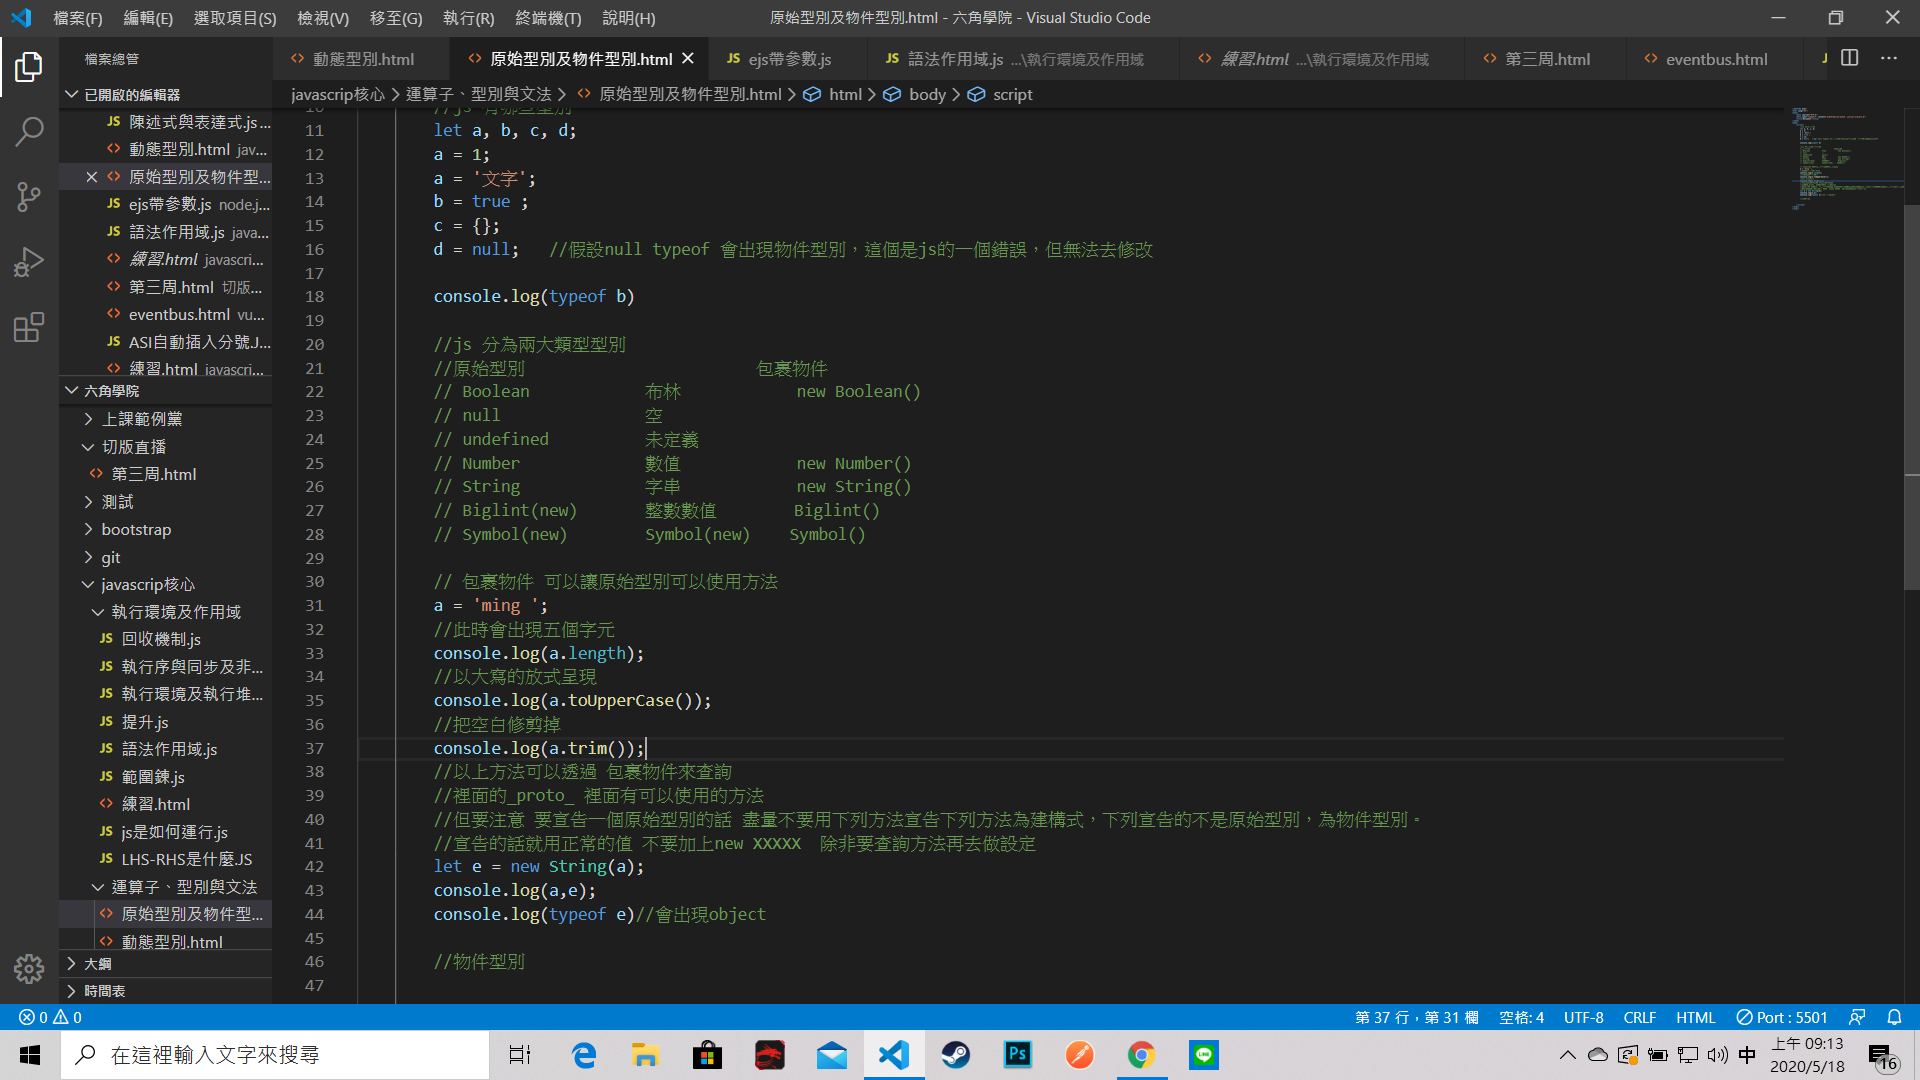 檔案(F) 編輯(E) 選取項目(S) 檢視(V) 移至(G) 執行(R) 終端機(T) 說明(H) 原始型別及物件型別.html - 六角學院 - Visual Studio Code
檔案總管
動態型別.html 原始型別及物件型別.html JS ejs帶參數.js JS 語法作用域.js ...\執行環境及作用域 練習.html ...\執行環境及作用域 第三周.html eventbus.html
javascrip核心 > 運算子、型別與文法 > 原始型別及物件型別.html > html > body > script
已開啟的編輯器
JS 陳述式與表達式.js...
動態型別.html jav...
原始型別及物件型...
JS ejs帶參數.js node.j...
JS 語法作用域.js java...
練習.html javascri...
第三周.html 切版...
eventbus.html vu...
JS ASI自動插入分號.J...
練習.html javascri...
六角學院
上課範例黨
切版直播
第三周.html
測試
bootstrap
git
javascrip核心
執行環境及作用域
JS 回收機制.js
JS 執行序與同步及非...
JS 執行環境及執行堆...
JS 提升.js
JS 語法作用域.js
JS 範圍鍊.js
練習.html
JS js是如何運行.js
JS LHS-RHS是什麼.JS
運算子、型別與文法
原始型別及物件型...
動態型別.html
大綱
時間表
10 //js 有哪些型別
11 let a, b, c, d;
12 a = 1;
13 a = '文字';
14 b = true ;
15 c = {};
16 d = null; //假設null typeof 會出現物件型別，這個是js的一個錯誤，但無法去修改
17
18 console.log(typeof b)
19
20 //js 分為兩大類型型別
21 //原始型別 包裹物件
22 // Boolean 布林 new Boolean()
23 // null 空
24 // undefined 未定義
25 // Number 數值 new Number()
26 // String 字串 new String()
27 // Biglint(new) 整數數值 Biglint()
28 // Symbol(new) Symbol(new) Symbol()
29
30 // 包裹物件 可以讓原始型別可以使用方法
31 a = 'ming ';
32 //此時會出現五個字元
33 console.log(a.length);
34 //以大寫的放式呈現
35 console.log(a.toUpperCase());
36 //把空白修剪掉
37 console.log(a.trim());
38 //以上方法可以透過 包裹物件來查詢
39 //裡面的_proto_ 裡面有可以使用的方法
40 //但要注意 要宣告一個原始型別的話 盡量不要用下列方法宣告下列方法為建構式，下列宣告的不是原始型別，為物件型別。
41 //宣告的話就用正常的值 不要加上new XXXXX 除非要查詢方法再去做設定
42 let e = new String(a);
43 console.log(a,e);
44 console.log(typeof e)//會出現object
45
46 //物件型別
47
0 0 第 37 行，第 31 欄 空格: 4 UTF-8 CRLF HTML Port : 5501
在這裡輸入文字來搜尋
Ps
LINE
中
上午 09:13
2020/5/18
16